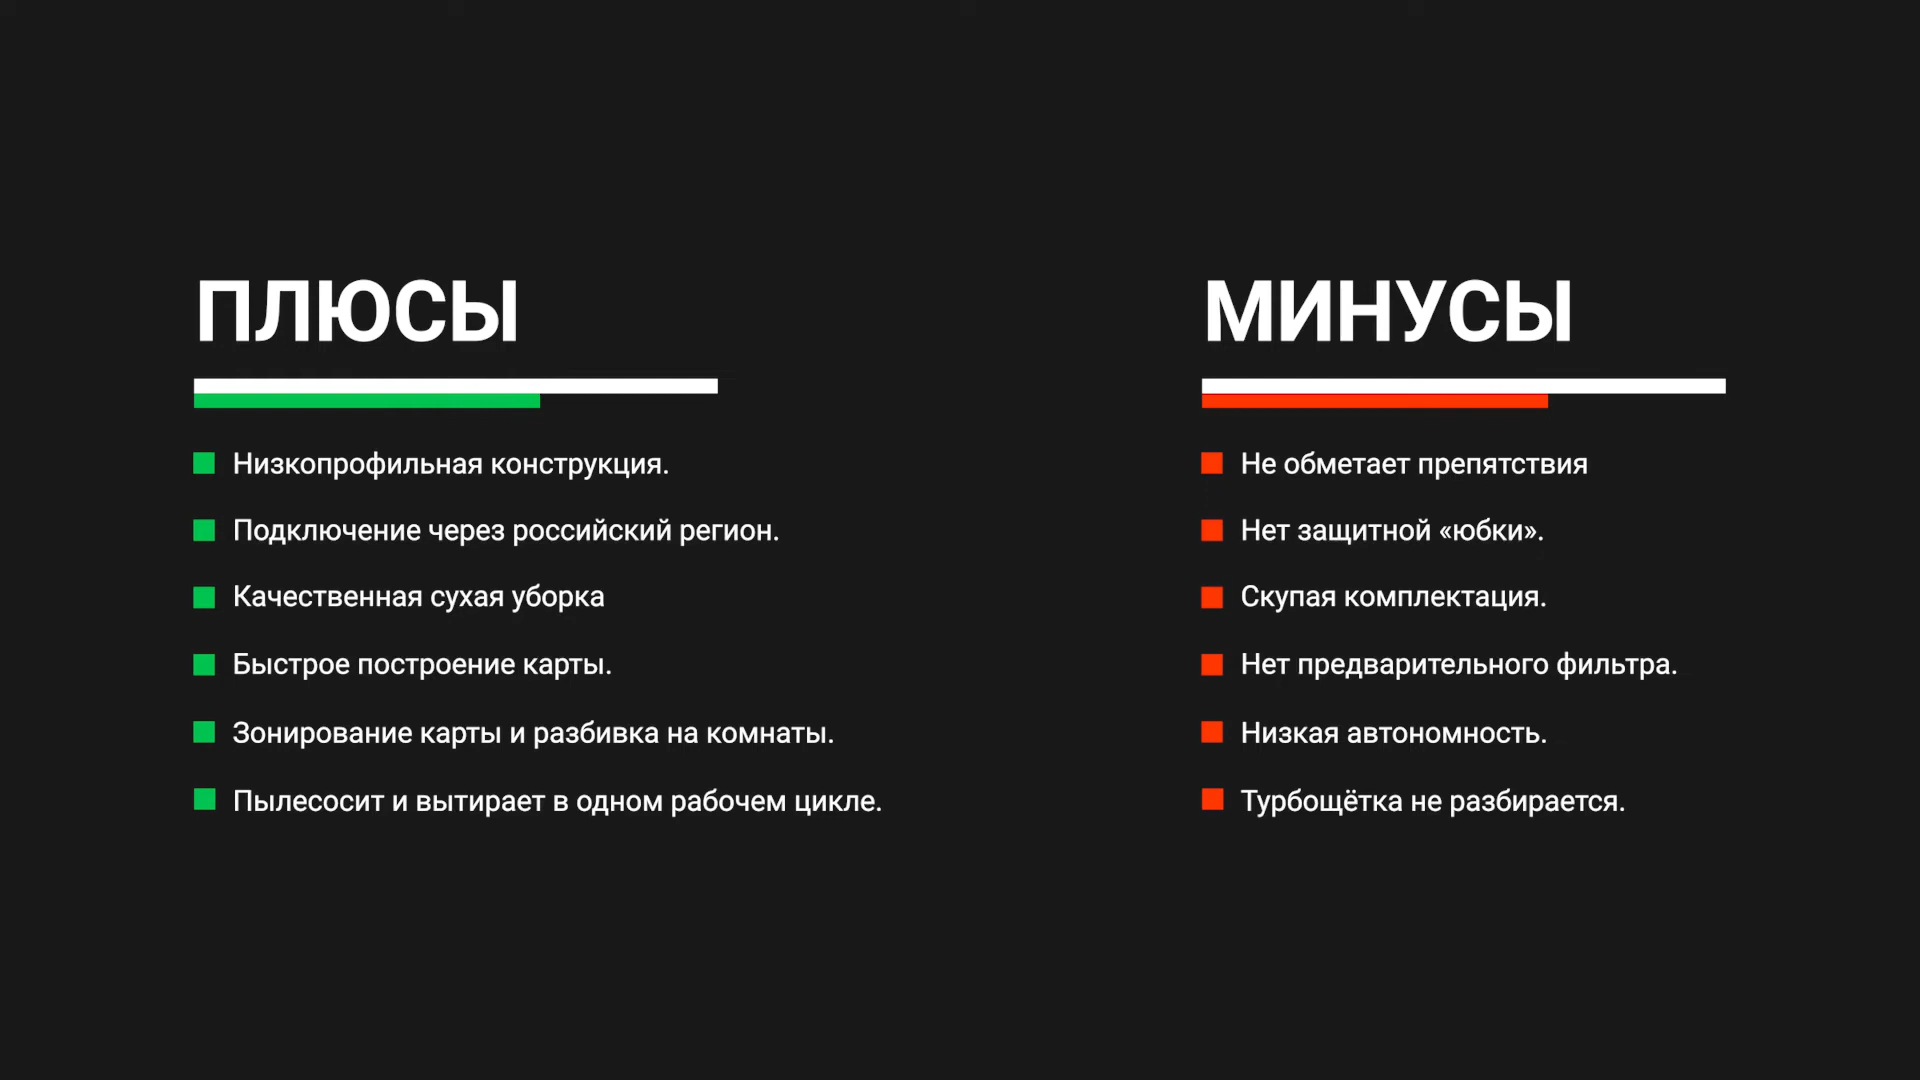 ПЛЮСЫ
Низкопрофильная конструкция.
Подключение через российский регион.
Качественная сухая уборка
Быстрое построение карты.
Зонирование карты и разбивка на комнаты.
Пылесосит и вытирает в одном рабочем цикле.
МИНУСЫ
Не обметает препятствия
Нет защитной «юбки».
Скупая комплектация.
Нет предварительного фильтра.
Низкая автономность.
Турбощётка не разбирается.